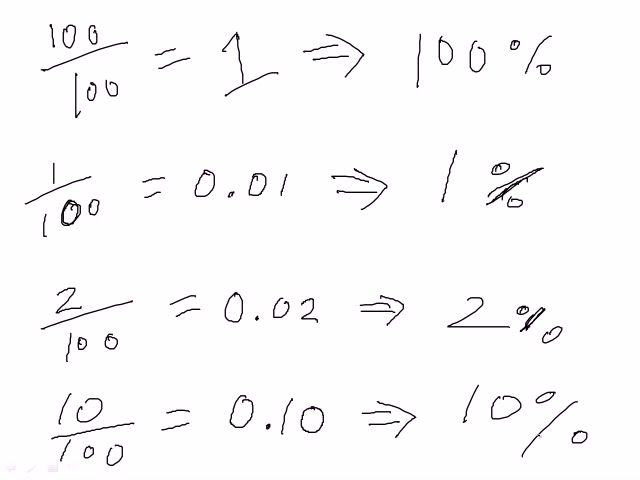 100/100 = 1 ⇒ 100%
1/100 = 0.01 ⇒ 1%
2/100 = 0.02 ⇒ 2%
10/100 = 0.10 ⇒ 10%